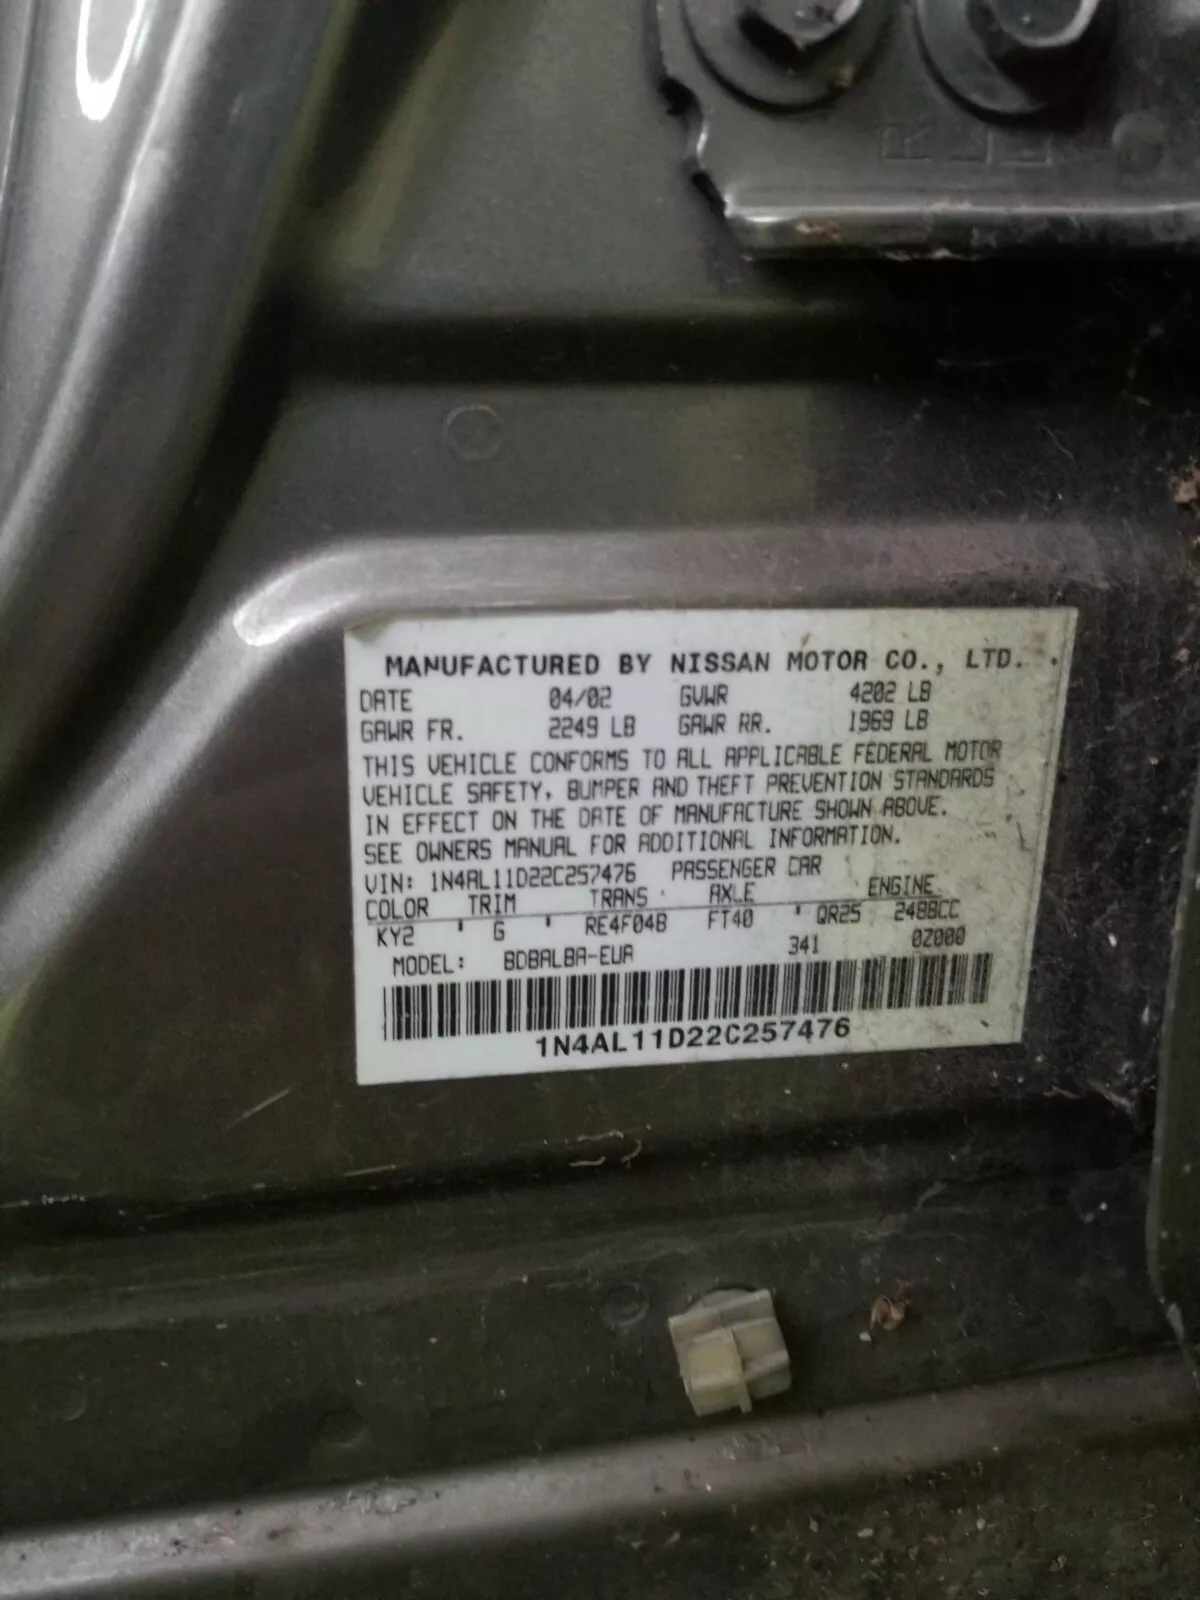 MANUFACTURED BY NISSAN MOTOR CO., LTD.
DATE 04/02 GVWR 4202 LB
GAWR FR. 2249 LB GAWR RR. 1969 LB
THIS VEHICLE CONFORMS TO ALL APPLICABLE FEDERAL MOTOR
VEHICLE SAFETY, BUMPER AND THEFT PREVENTION STANDARDS
IN EFFECT ON THE DATE OF MANUFACTURE SHOWN ABOVE.
SEE OWNERS MANUAL FOR ADDITIONAL INFORMATION.
VIN: 1N4AL11D22C257476 PASSENGER CAR
COLOR TRIM TRANS AXLE ENGINE
KY2 ' G ' RE4F04B FT40 ' QR25 2488CC
MODEL: BDBALBA-EUA 341 0Z000
1N4AL11D22C257476